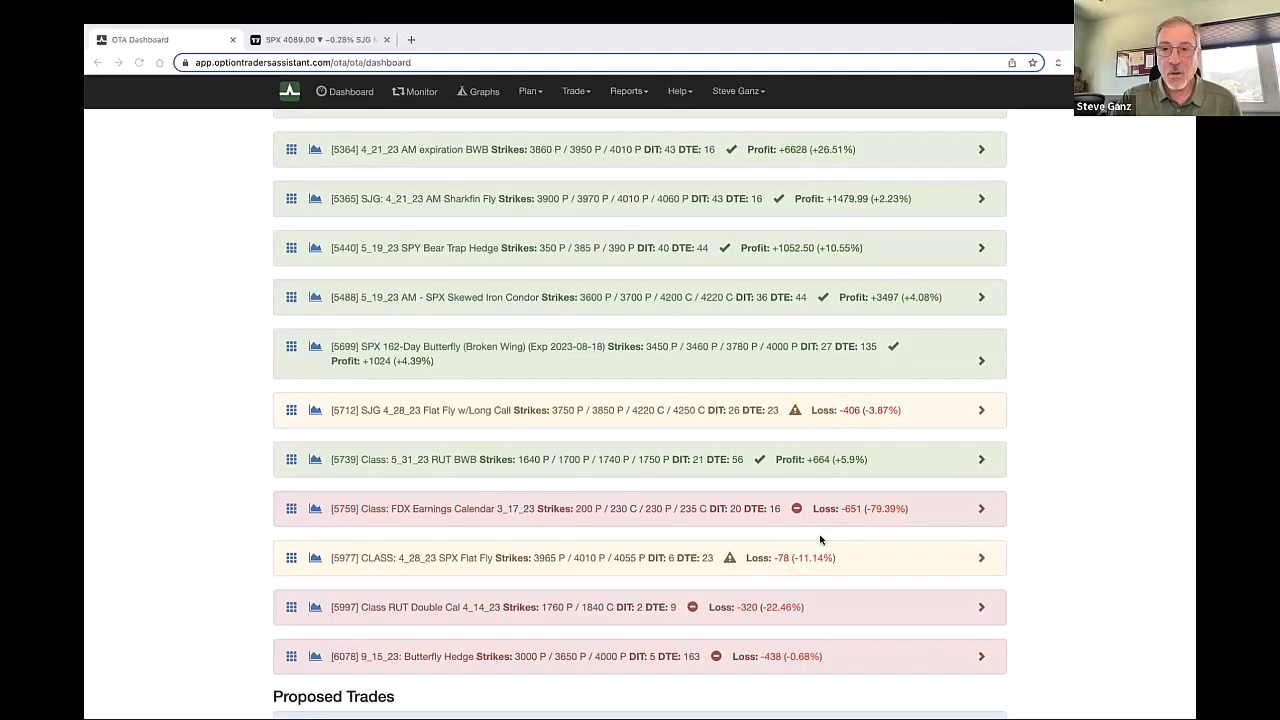 OTA Dashboard
SPX 4089.00 ▼ −0.28% SJG
app.optiontradersassistant.com/ota/ota/dashboard
Steve Ganz
Dashboard Monitor Graphs Plan Trade Reports Help Steve Ganz
[5364] 4_21_23 AM expiration BWB Strikes: 3860 P / 3950 P / 4010 P DIT: 43 DTE: 16 Profit: +6628 (+26.51%)
[5365] SJG: 4_21_23 AM Sharkfin Fly Strikes: 3900 P / 3970 P / 4010 P / 4060 P DIT: 43 DTE: 16 Profit: +1479.99 (+2.23%)
[5440] 5_19_23 SPY Bear Trap Hedge Strikes: 350 P / 385 P / 390 P DIT: 40 DTE: 44 Profit: +1052.50 (+10.55%)
[5488] 5_19_23 AM - SPX Skewed Iron Condor Strikes: 3600 P / 3700 P / 4200 C / 4220 C DIT: 36 DTE: 44 Profit: +3497 (+4.08%)
[5699] SPX 162-Day Butterfly (Broken Wing) (Exp 2023-08-18) Strikes: 3450 P / 3460 P / 3780 P / 4000 P DIT: 27 DTE: 135
Profit: +1024 (+4.39%)
[5712] SJG 4_28_23 Flat Fly w/Long Call Strikes: 3750 P / 3850 P / 4220 C / 4250 C DIT: 26 DTE: 23 Loss: -406 (-3.87%)
[5739] Class: 5_31_23 RUT BWB Strikes: 1640 P / 1700 P / 1740 P / 1750 P DIT: 21 DTE: 56 Profit: +664 (+5.9%)
[5759] Class: FDX Earnings Calendar 3_17_23 Strikes: 200 P / 230 C / 230 P / 235 C DIT: 20 DTE: 16 Loss: -651 (-79.39%)
[5977] CLASS: 4_28_23 SPX Flat Fly Strikes: 3965 P / 4010 P / 4055 P DIT: 6 DTE: 23 Loss: -78 (-11.14%)
[5997] Class RUT Double Cal 4_14_23 Strikes: 1760 P / 1840 C DIT: 2 DTE: 9 Loss: -320 (-22.46%)
[6078] 9_15_23: Butterfly Hedge Strikes: 3000 P / 3650 P / 4000 P DIT: 5 DTE: 163 Loss: -438 (-0.68%)
Proposed Trades